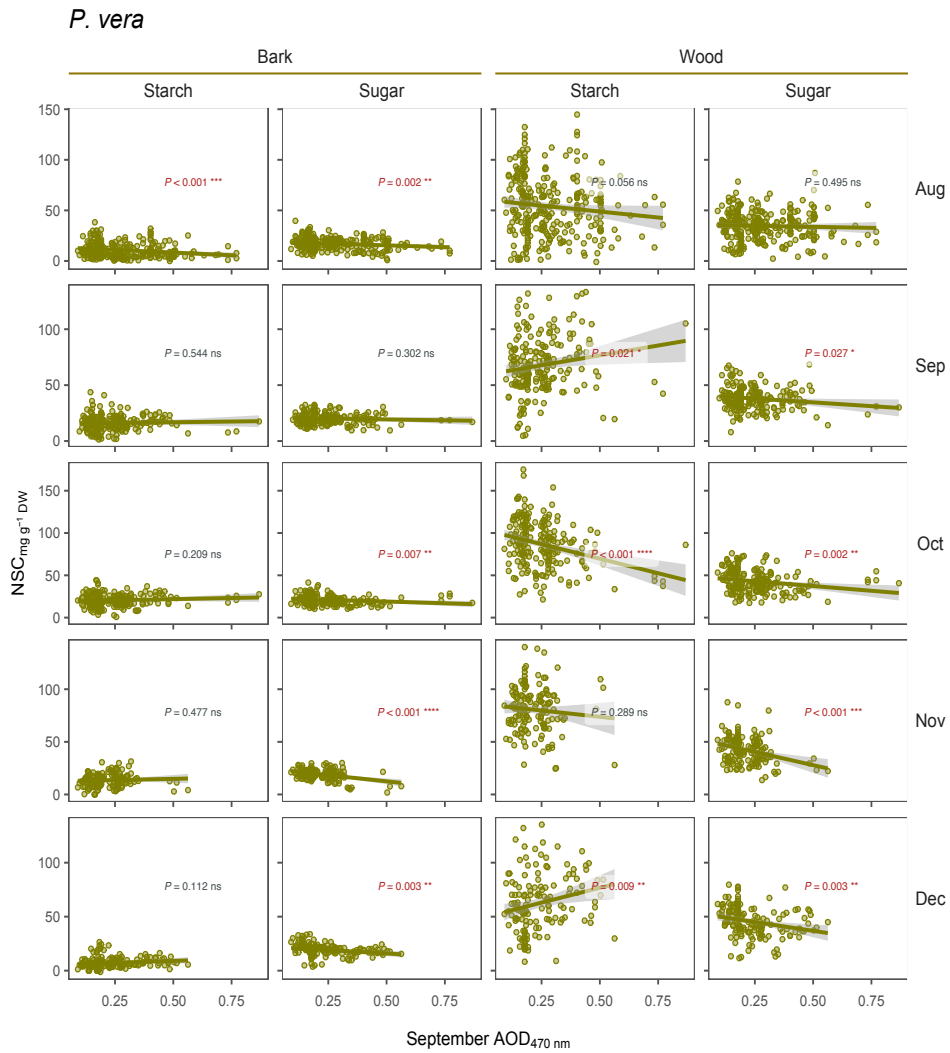 P. vera
Bark Wood
Starch Sugar Starch Sugar
150
100
50
0
P < 0.001 *** P = 0.002 ** P = 0.056 ns P = 0.495 ns
Aug
100
50
0
P = 0.544 ns P = 0.302 ns P = 0.021 * P = 0.027 *
Sep
150
100
50
0
P = 0.209 ns P = 0.007 ** P < 0.001 **** P = 0.002 **
Oct
100
50
0
P = 0.477 ns P < 0.001 **** P = 0.289 ns P < 0.001 ***
Nov
100
50
0
P = 0.112 ns P = 0.003 ** P = 0.009 ** P = 0.003 **
Dec
NSC mg g⁻¹ DW
0.25 0.50 0.75 0.25 0.50 0.75 0.25 0.50 0.75 0.25 0.50 0.75
September AOD470 nm